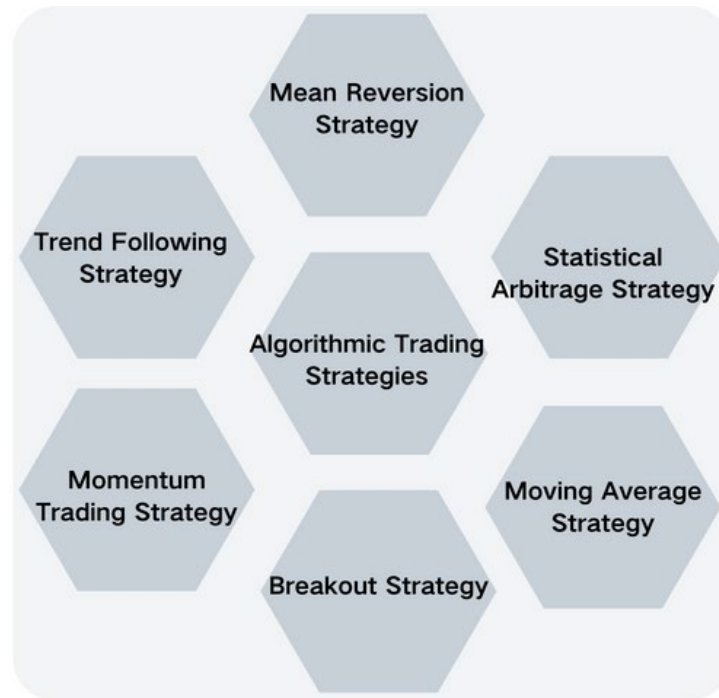 Mean Reversion
Strategy
Trend Following
Strategy
Statistical
Arbitrage Strategy
Algorithmic Trading
Strategies
Momentum
Trading Strategy
Moving Average
Strategy
Breakout Strategy